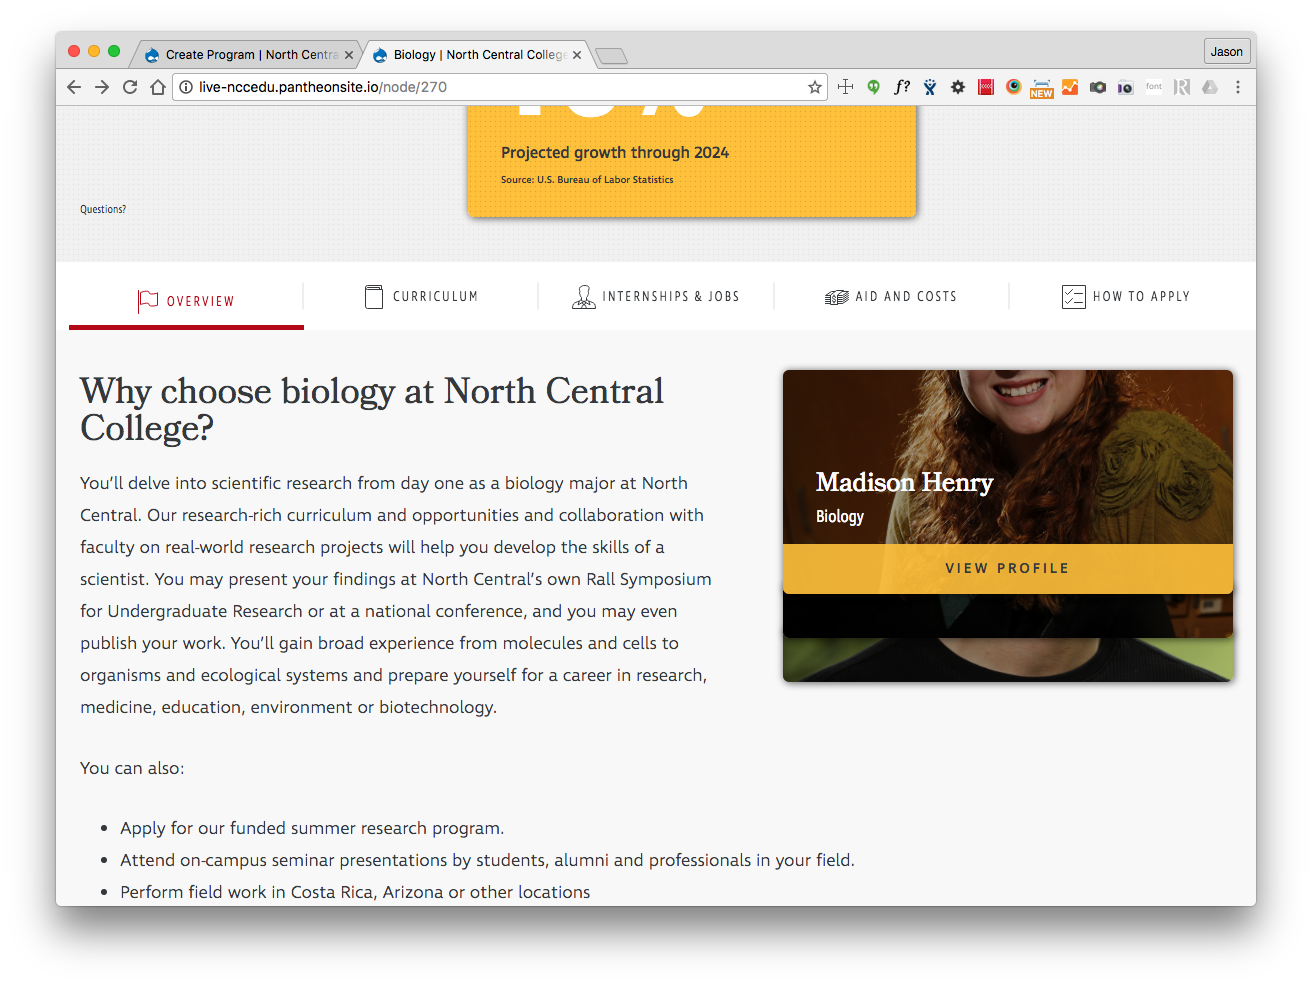 Create Program | North Centra
Biology | North Central College
Jason
live-nccedu.pantheonsite.io/node/270
f?
NEW
font
Projected growth through 2024
Source: U.S. Bureau of Labor Statistics
Questions?
OVERVIEW
CURRICULUM
INTERNSHIPS & JOBS
AID AND COSTS
HOW TO APPLY
Why choose biology at North Central
College?
You’ll delve into scientific research from day one as a biology major at North
Central. Our research-rich curriculum and opportunities and collaboration with
faculty on real-world research projects will help you develop the skills of a
scientist. You may present your findings at North Central’s own Rall Symposium
for Undergraduate Research or at a national conference, and you may even
publish your work. You’ll gain broad experience from molecules and cells to
organisms and ecological systems and prepare yourself for a career in research,
medicine, education, environment or biotechnology.
Madison Henry
Biology
VIEW PROFILE
You can also:
• Apply for our funded summer research program.
• Attend on-campus seminar presentations by students, alumni and professionals in your field.
• Perform field work in Costa Rica, Arizona or other locations